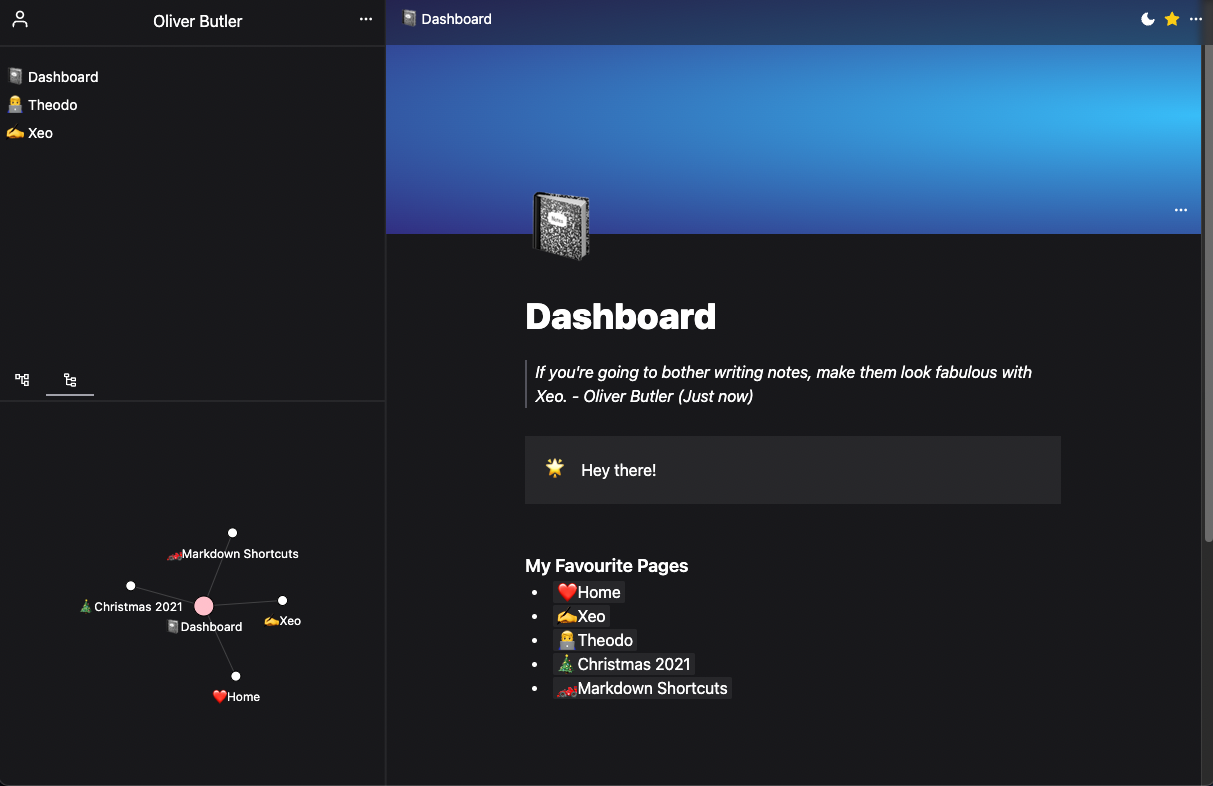 Oliver Butler
Dashboard
Theodo
Xeo
Markdown Shortcuts
Christmas 2021
Dashboard
Xeo
Home
Dashboard
Notes
Dashboard
If you're going to bother writing notes, make them look fabulous with
Xeo. - Oliver Butler (Just now)
Hey there!
My Favourite Pages
Home
Xeo
Theodo
Christmas 2021
Markdown Shortcuts